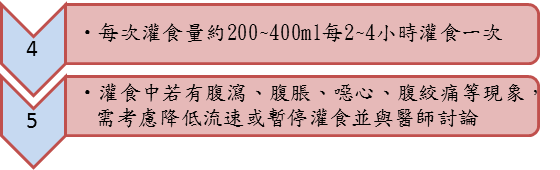 4
・每次灌食量約200~400ml每2~4小時灌食一次
5
・灌食中若有腹瀉、腹脹、噁心、腹絞痛等現象，
需考慮降低流速或暫停灌食並與醫師討論